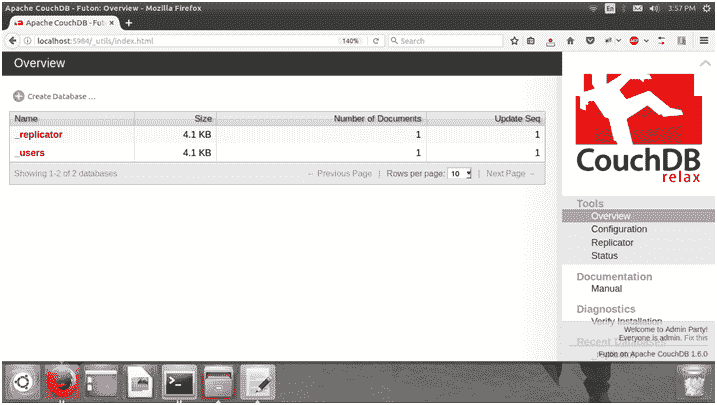 Apache CouchDB - Futon: Overview - Mozilla Firefox
En
3:57 PM
Apache CouchDB - Fut...
localhost:5984/_utils/index.html
140%
Search
Overview
Create Database ...
Name Size Number of Documents Update Seq
_replicator 4.1 KB 1 1
_users 4.1 KB 1 1
Showing 1-2 of 2 databases
← Previous Page | Rows per page: 10 | Next Page →
CouchDB
relax
Tools
Overview
Configuration
Replicator
Status
Documentation
Manual
Diagnostics
Verify Installation
Welcome to Admin Party!
Everyone is admin. Fix this
Recent Databases
Futon on Apache CouchDB 1.6.0